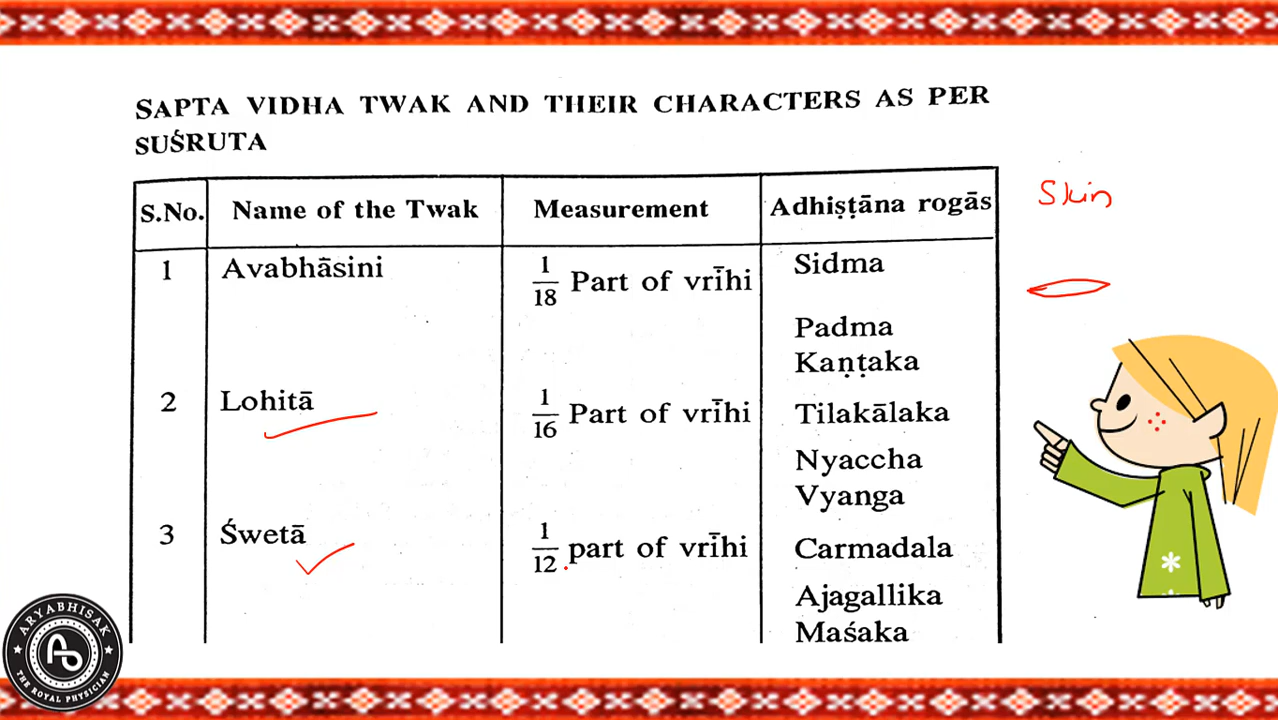 SAPTA VIDHA TWAK AND THEIR CHARACTERS AS PER
SUŚRUTA
S.No. Name of the Twak Measurement Adhiṣṭāna rogās
Skin
1 Avabhāsini 1/18 Part of vrīhi Sidma
Padma
Kaṇṭaka
2 Lohitā 1/16 Part of vrīhi Tilakālaka
Nyaccha
Vyanga
3 Śwetā 1/12 part of vrīhi Carmadala
Ajagallika
Maśaka
ARYABHISAK
THE ROYAL PHYSICIAN